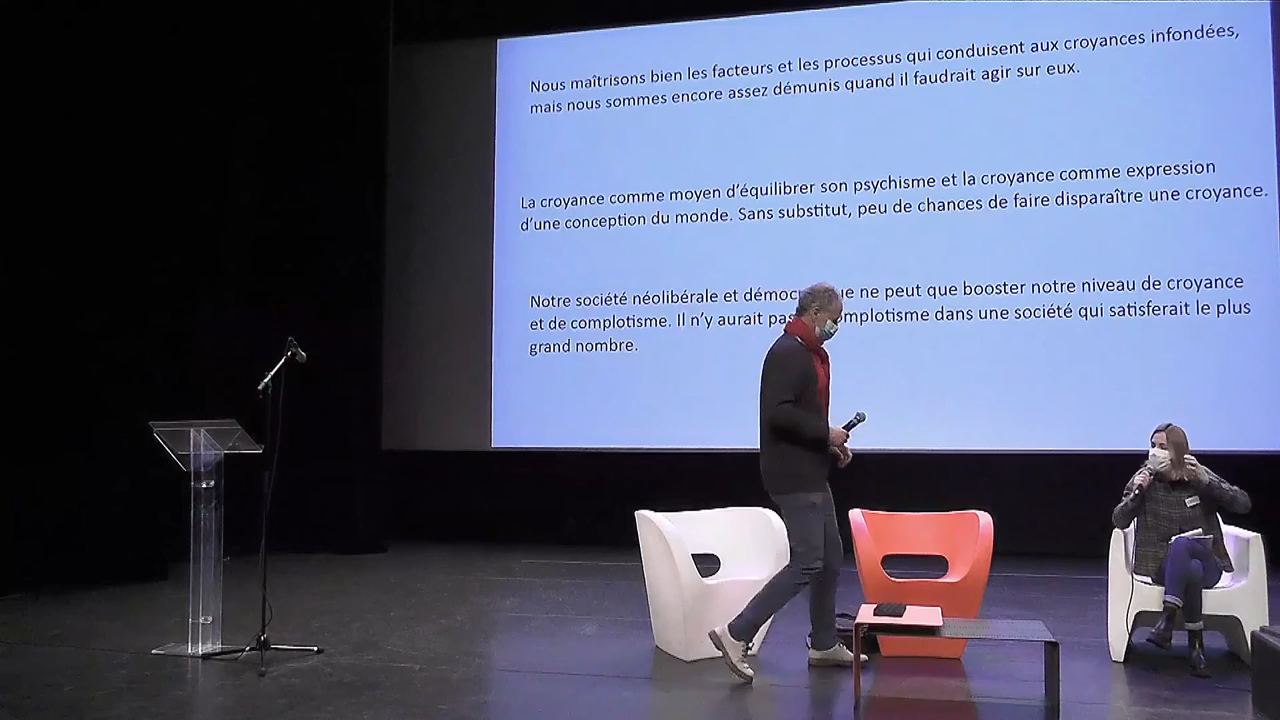 Nous maîtrisons bien les facteurs et les processus qui conduisent aux croyances infondées,
mais nous sommes encore assez démunis quand il faudrait agir sur eux.
La croyance comme moyen d'équilibrer son psychisme et la croyance comme expression
d'une conception du monde. Sans substitut, peu de chances de faire disparaître une croyance.
Notre société néolibérale et ne peut que booster notre niveau de croyance
et de complotisme. Il n'y aurait dans une société qui satisferait le plus
grand nombre.